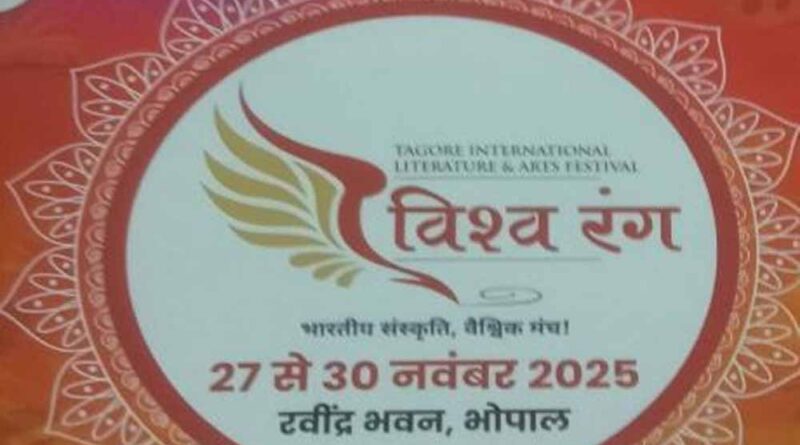 TAGORE INTERNATIONAL
LITERATURE & ARTS FESTIVAL
विश्व रंग
भारतीय संस्कृति, वैश्विक मंच!
27 से 30 नवंबर 2025
रवींद्र भवन, भोपाल